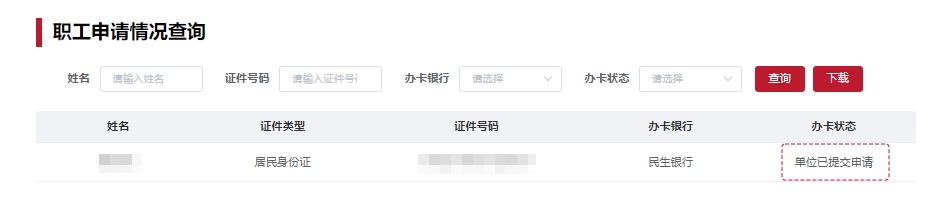 职工申请情况查询
姓名 请输入姓名 证件号码 请输入证件号 办卡银行 请选择 办卡状态 请选择 查询 下载
姓名 证件类型 证件号码 办卡银行 办卡状态
居民身份证 民生银行 单位已提交申请